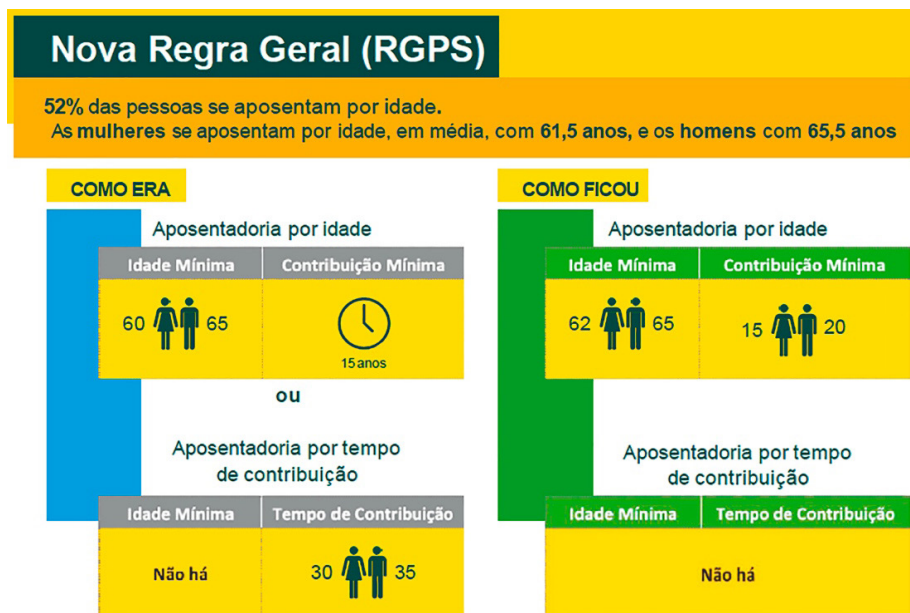 Nova Regra Geral (RGPS)
52% das pessoas se aposentam por idade.
As mulheres se aposentam por idade, em média, com 61,5 anos, e os homens com 65,5 anos
COMO ERA
Aposentadoria por idade
Idade Mínima Contribuição Mínima
60 65
15 anos
ou
Aposentadoria por tempo
de contribuição
Idade Mínima Tempo de Contribuição
Não há 30 35
COMO FICOU
Aposentadoria por idade
Idade Mínima Contribuição Mínima
62 65 15 20
Aposentadoria por tempo
de contribuição
Idade Mínima Tempo de Contribuição
Não há